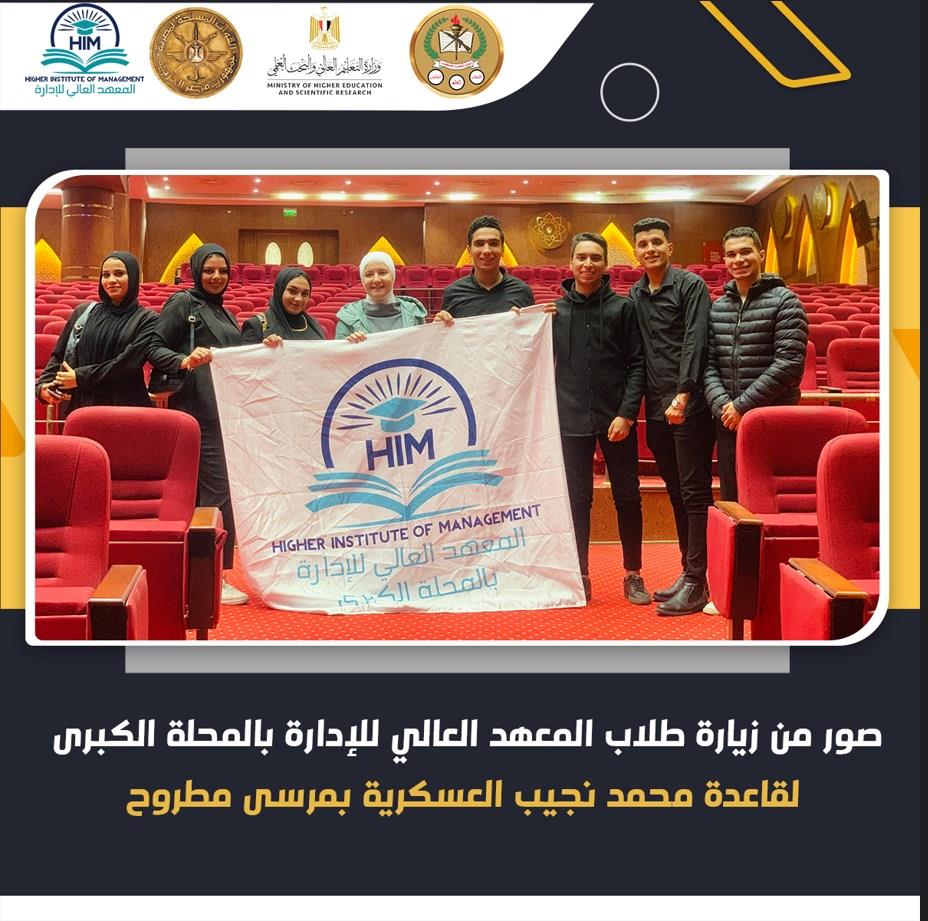 HIM
HIGHER INSTITUTE OF MANAGEMENT
المعهد العالي للإدارة
وزارة التعليم العالي والبحث العلمي
MINISTRY OF HIGHER EDUCATION
AND SCIENTIFIC RESEARCH
HIM
HIGHER INSTITUTE OF MANAGEMENT
المعهد العالي للإدارة
بالمحلة الكبرى
صور من زيارة طلاب المعهد العالي للإدارة بالمحلة الكبرى
لقاعدة محمد نجيب العسكرية بمرسى مطروح